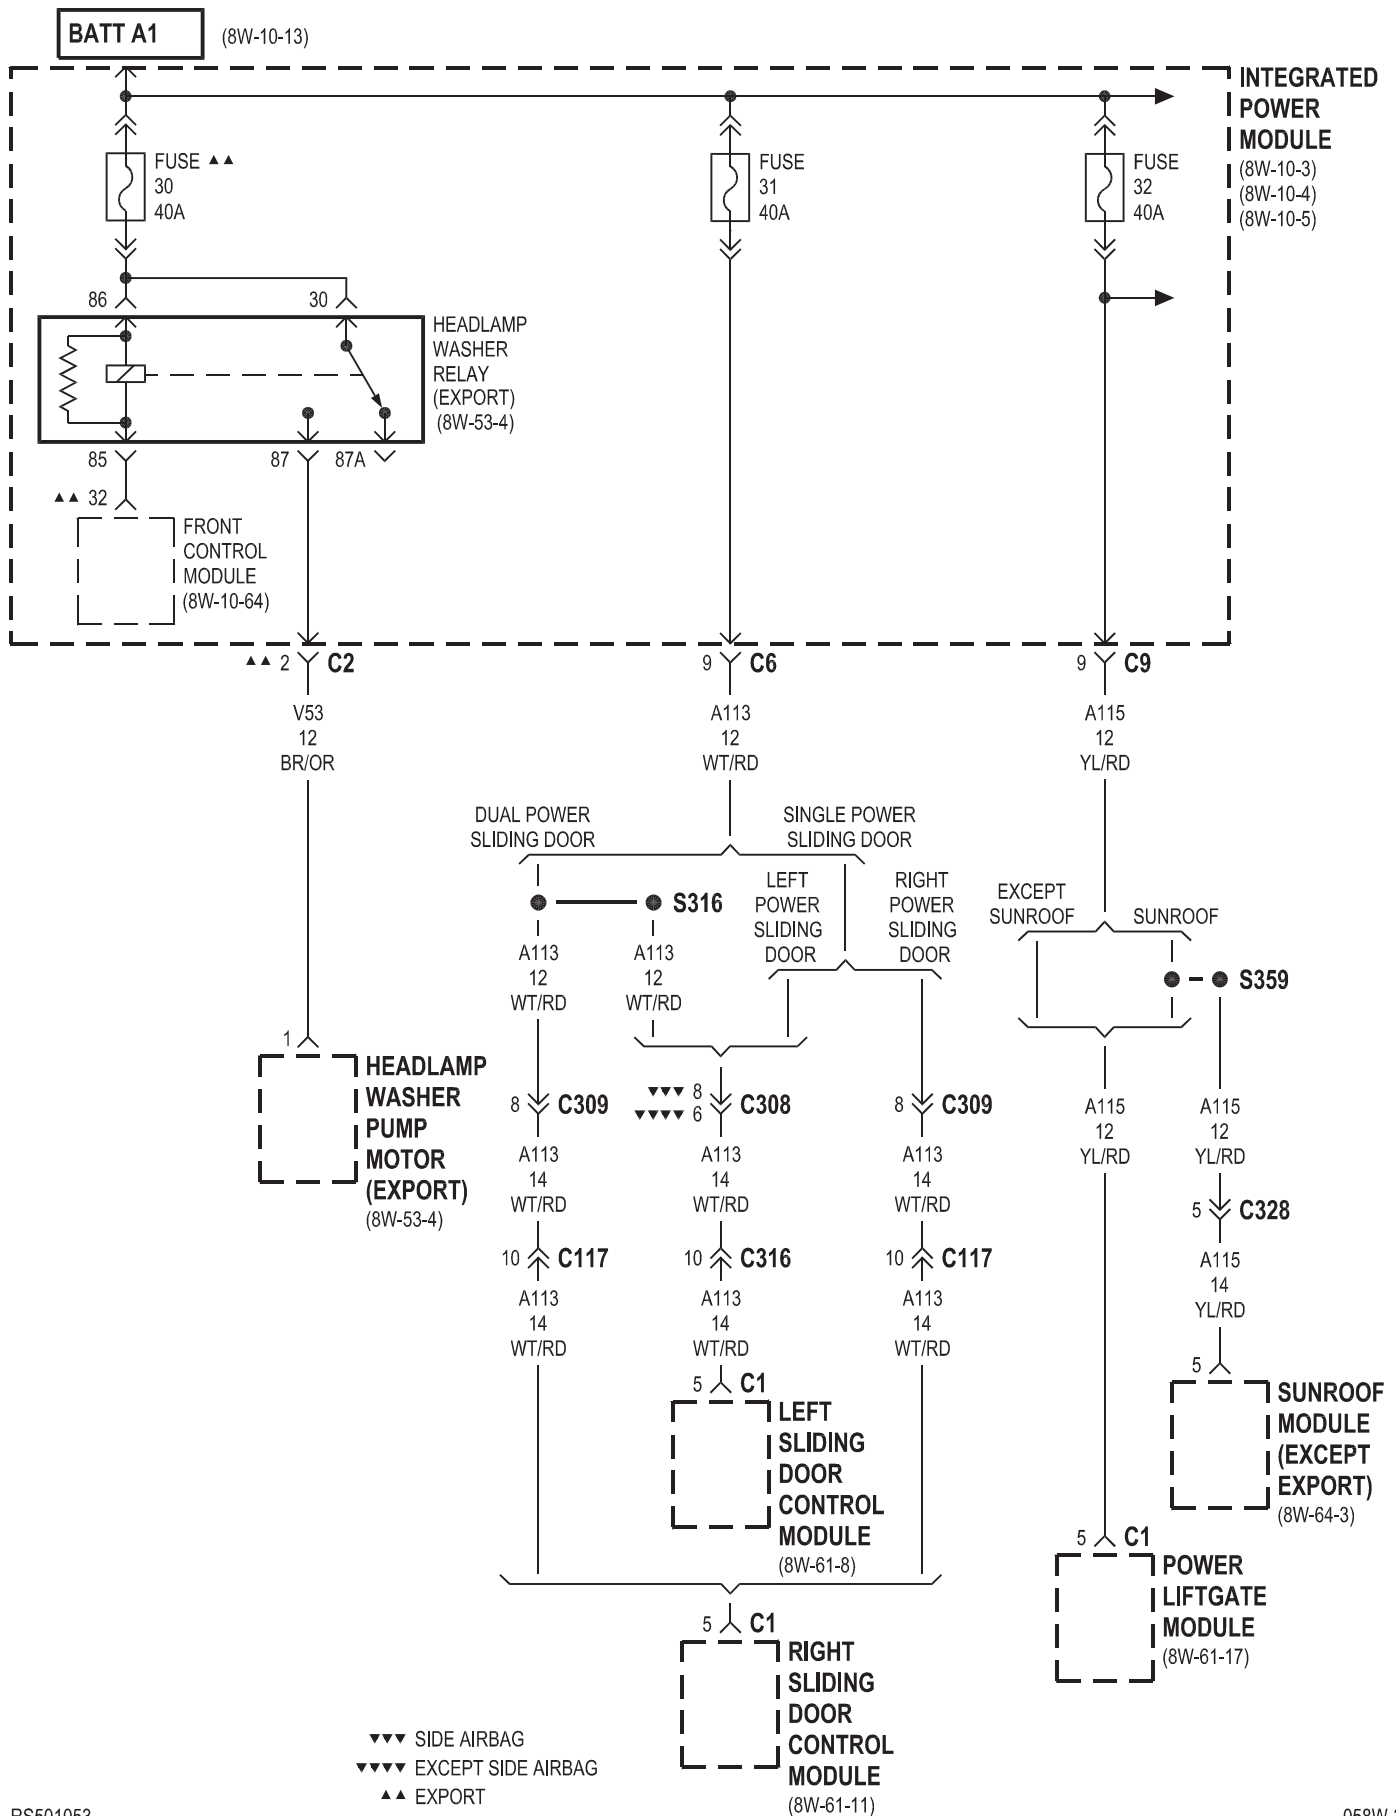 BATT A1 (8W-10-13)
INTEGRATED
POWER
MODULE
(8W-10-3)
(8W-10-4)
(8W-10-5)
FUSE ▲▲
30
40A
FUSE
31
40A
FUSE
32
40A
86
30
HEADLAMP
WASHER
RELAY
(EXPORT)
(8W-53-4)
85
87
87A
▲▲ 32
FRONT
CONTROL
MODULE
(8W-10-64)
▲▲ 2 C2
9 C6
9 C9
V53
12
BR/OR
A113
12
WT/RD
A115
12
YL/RD
DUAL POWER
SLIDING DOOR
SINGLE POWER
SLIDING DOOR
S316
LEFT
POWER
SLIDING
DOOR
RIGHT
POWER
SLIDING
DOOR
EXCEPT
SUNROOF
SUNROOF
S359
A113
12
WT/RD
A113
12
WT/RD
1
HEADLAMP
WASHER
PUMP
MOTOR
(EXPORT)
(8W-53-4)
8 C309
▼▼▼ 8
▼▼▼▼ 6
C308
8 C309
A115
12
YL/RD
A115
12
YL/RD
A113
14
WT/RD
A113
14
WT/RD
A113
14
WT/RD
5 C328
10 C117
10 C316
10 C117
A115
14
YL/RD
A113
14
WT/RD
A113
14
WT/RD
A113
14
WT/RD
5 C1
LEFT
SLIDING
DOOR
CONTROL
MODULE
(8W-61-8)
5
SUNROOF
MODULE
(EXCEPT
EXPORT)
(8W-64-3)
5 C1
POWER
LIFTGATE
MODULE
(8W-61-17)
5 C1
RIGHT
SLIDING
DOOR
CONTROL
MODULE
(8W-61-11)
▼▼▼ SIDE AIRBAG
▼▼▼▼ EXCEPT SIDE AIRBAG
▲▲ EXPORT